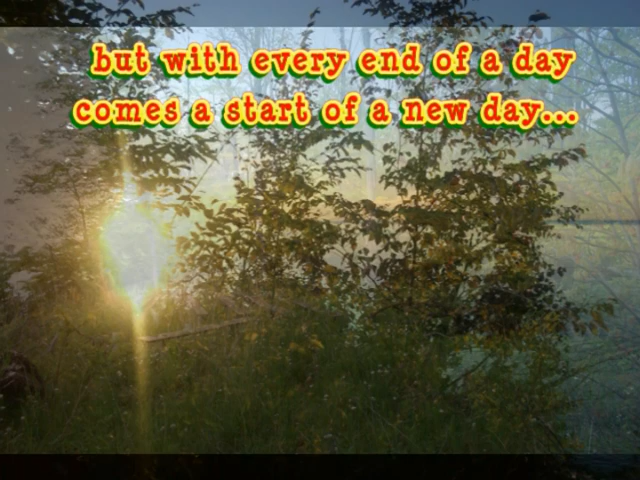 but with every end of a day
comes a start of a new day...